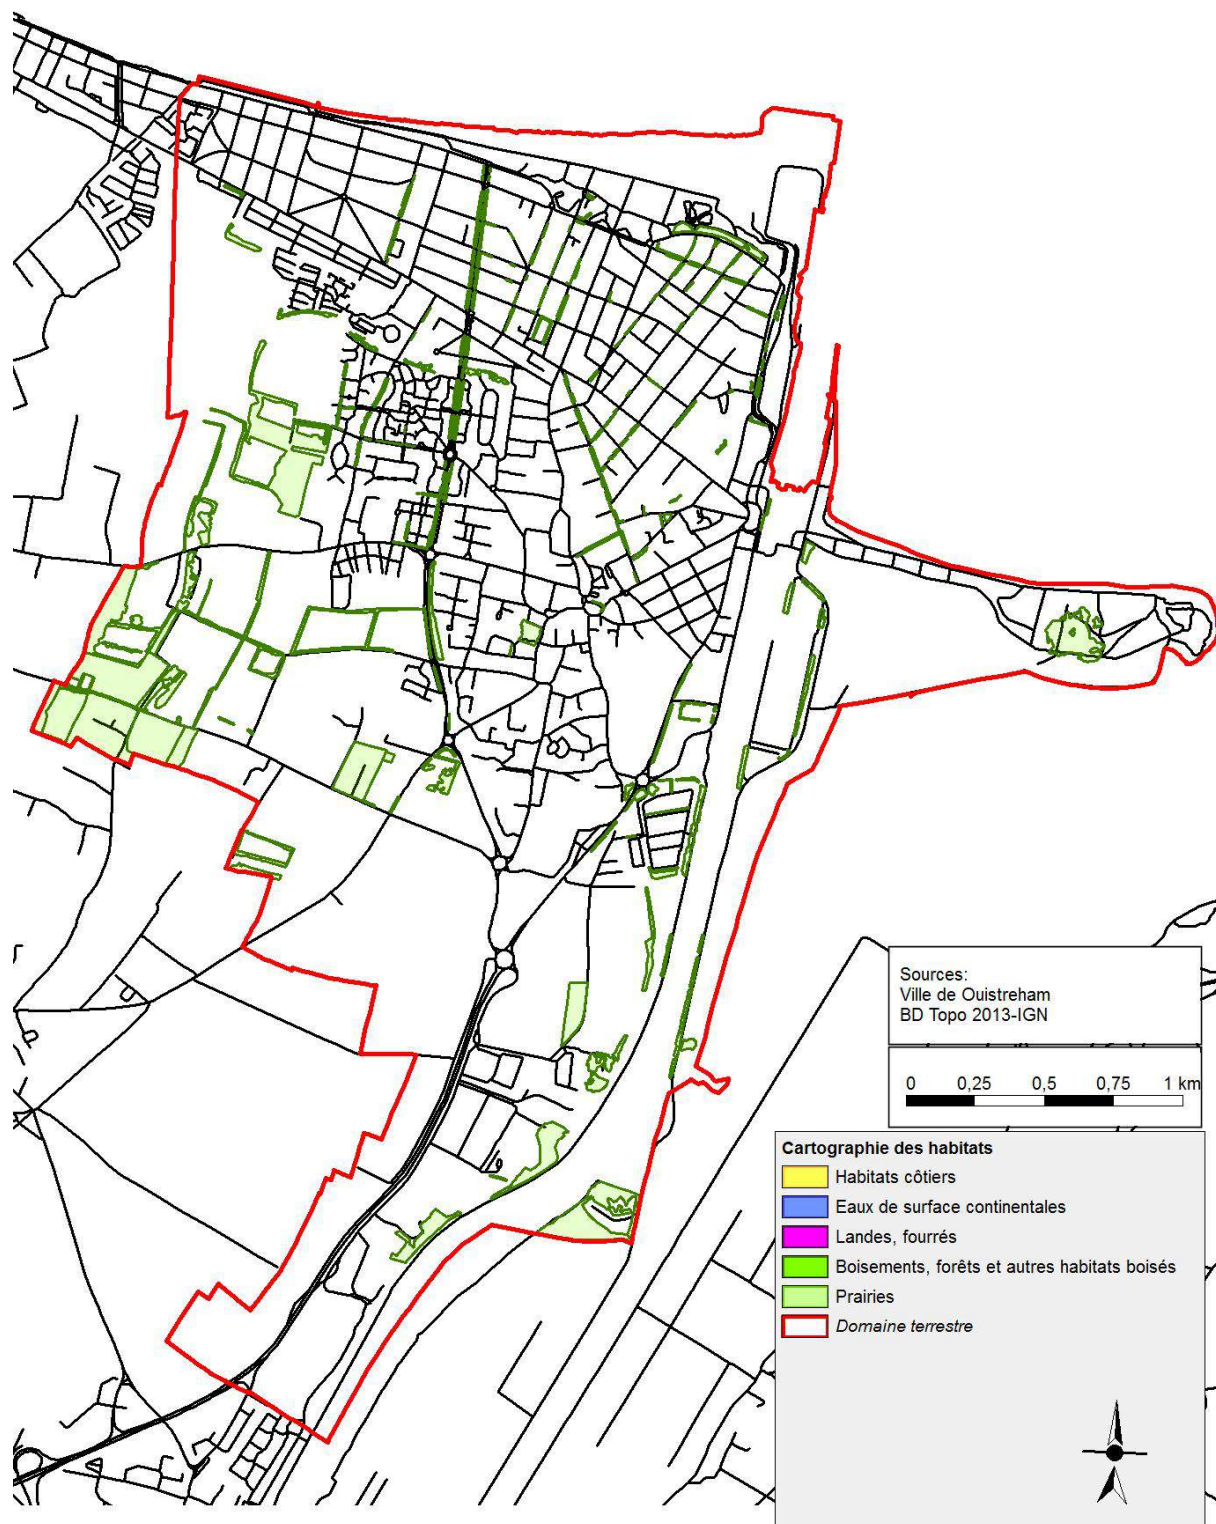 Sources:
Ville de Ouistreham
BD Topo 2013-IGN
0 0,25 0,5 0,75 1 km
Cartographie des habitats
Habitats côtiers
Eaux de surface continentales
Landes, fourrés
Boisements, forêts et autres habitats boisés
Prairies
Domaine terrestre